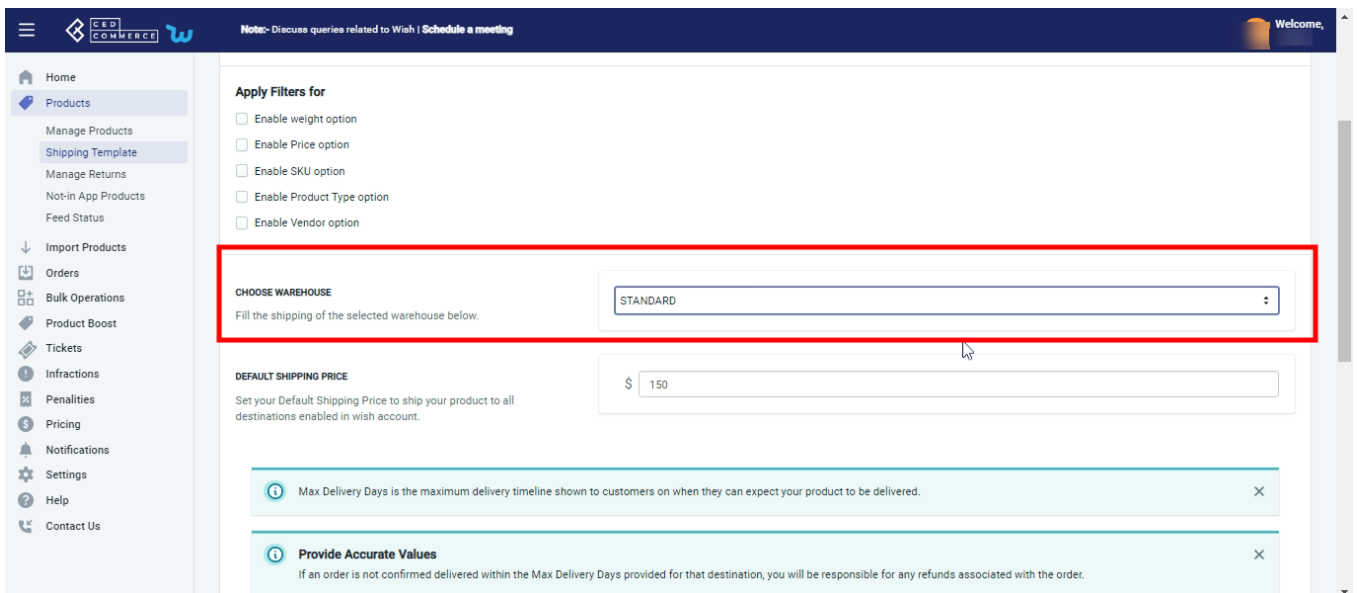 CED COMMERCE
Note:- Discuss queries related to Wish | Schedule a meeting
Welcome,
Home
Products
Manage Products
Shipping Template
Manage Returns
Not-in App Products
Feed Status
Import Products
Orders
Bulk Operations
Product Boost
Tickets
Infractions
Penalities
Pricing
Notifications
Settings
Help
Contact Us
Apply Filters for
Enable weight option
Enable Price option
Enable SKU option
Enable Product Type option
Enable Vendor option
CHOOSE WAREHOUSE
Fill the shipping of the selected warehouse below.
STANDARD
DEFAULT SHIPPING PRICE
Set your Default Shipping Price to ship your product to all
destinations enabled in wish account.
$ 150
Max Delivery Days is the maximum delivery timeline shown to customers on when they can expect your product to be delivered.
Provide Accurate Values
If an order is not confirmed delivered within the Max Delivery Days provided for that destination, you will be responsible for any refunds associated with the order.